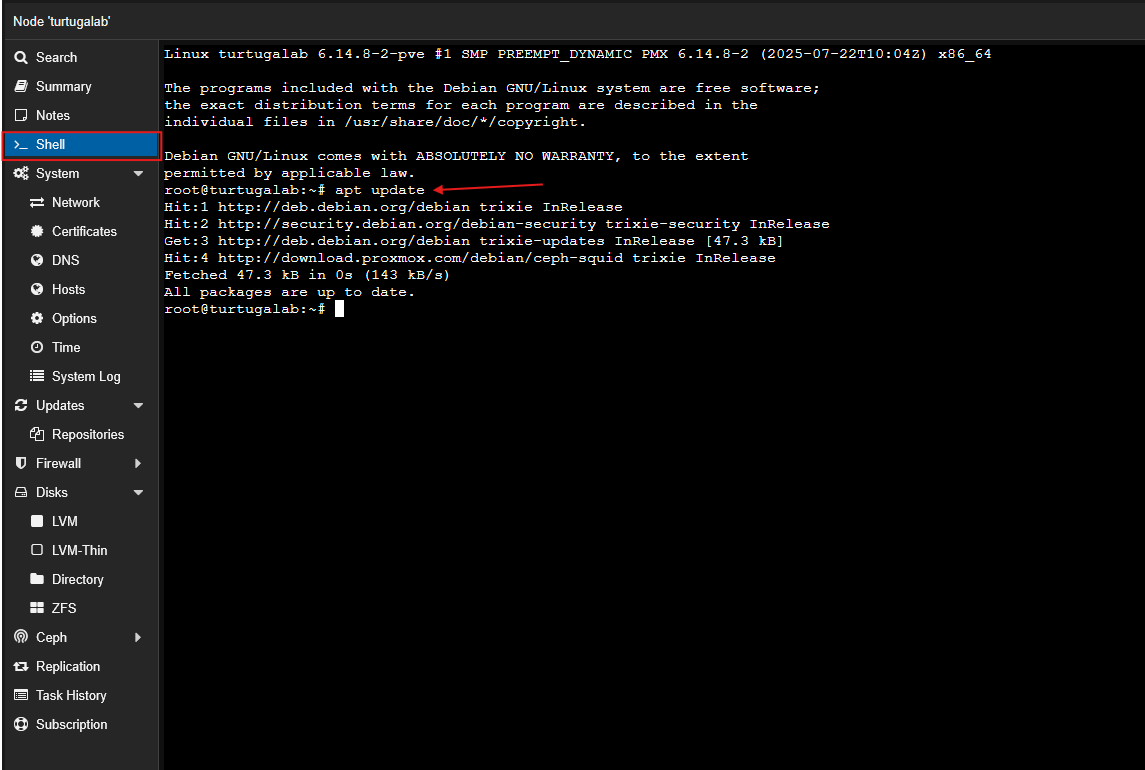 Node 'turtugalab'
Search
Summary
Notes
Shell
System
Network
Certificates
DNS
Hosts
Options
Time
System Log
Updates
Repositories
Firewall
Disks
LVM
LVM-Thin
Directory
ZFS
Ceph
Replication
Task History
Subscription
Linux turtugalab 6.14.8-2-pve #1 SMP PREEMPT_DYNAMIC PMX 6.14.8-2 (2025-07-22T10:04Z) x86_64
The programs included with the Debian GNU/Linux system are free software;
the exact distribution terms for each program are described in the
individual files in /usr/share/doc/*/copyright.
Debian GNU/Linux comes with ABSOLUTELY NO WARRANTY, to the extent
permitted by applicable law.
root@turtugalab:~# apt update
Hit:1 http://deb.debian.org/debian trixie InRelease
Hit:2 http://security.debian.org/debian-security trixie-security InRelease
Get:3 http://deb.debian.org/debian trixie-updates InRelease [47.3 kB]
Hit:4 http://download.proxmox.com/debian/ceph-squid trixie InRelease
Fetched 47.3 kB in 0s (143 kB/s)
All packages are up to date.
root@turtugalab:~#